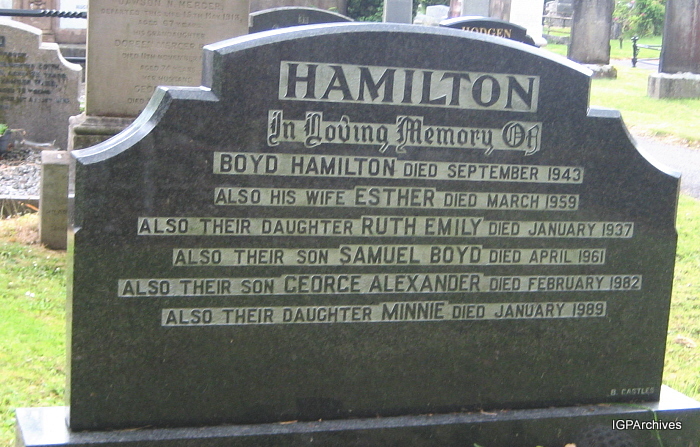 HAMILTON
In Loving Memory Of
BOYD HAMILTON DIED SEPTEMBER 1943
ALSO HIS WIFE ESTHER DIED MARCH 1959
ALSO THEIR DAUGHTER RUTH EMILY DIED JANUARY 1937
ALSO THEIR SON SAMUEL BOYD DIED APRIL 1961
ALSO THEIR SON GEORGE ALEXANDER DIED FEBRUARY 1982
ALSO THEIR DAUGHTER MINNIE DIED JANUARY 1989
B. CASTLES
HODGEN
IGPArchives